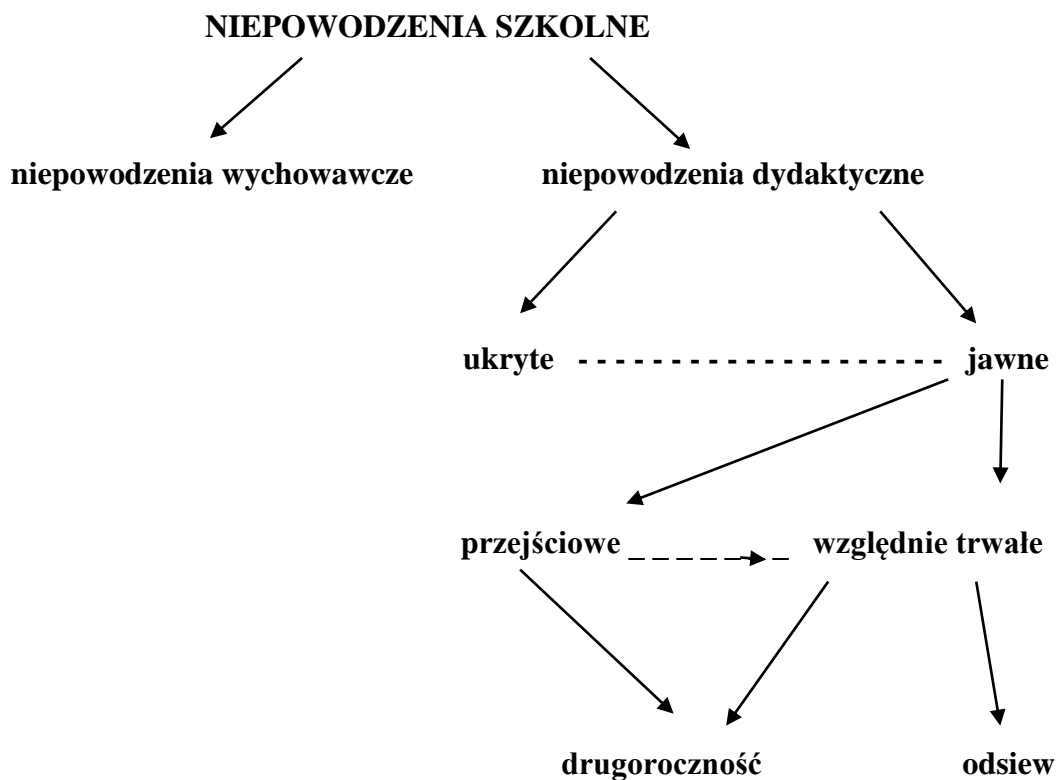 NIEPOWODZENIA SZKOLNE
niepowodzenia wychowawcze niepowodzenia dydaktyczne
ukryte - - - - - - - - - - - - - - - - - - - - jawne
przejściowe _ _ _ _ _ _ _ względnie trwałe
drugoroczność odsiew